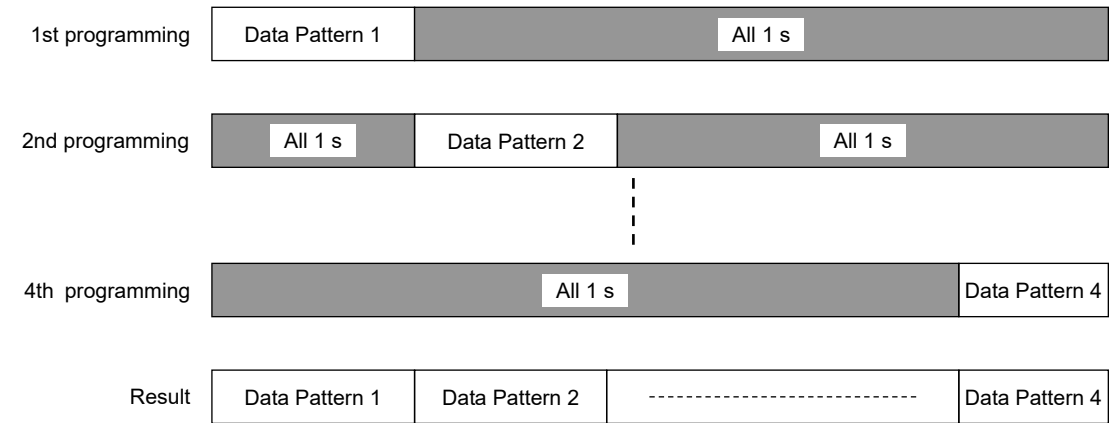 1st programming Data Pattern 1 All 1 s
2nd programming All 1 s Data Pattern 2 All 1 s
4th programming All 1 s Data Pattern 4
Result Data Pattern 1 Data Pattern 2 Data Pattern 4